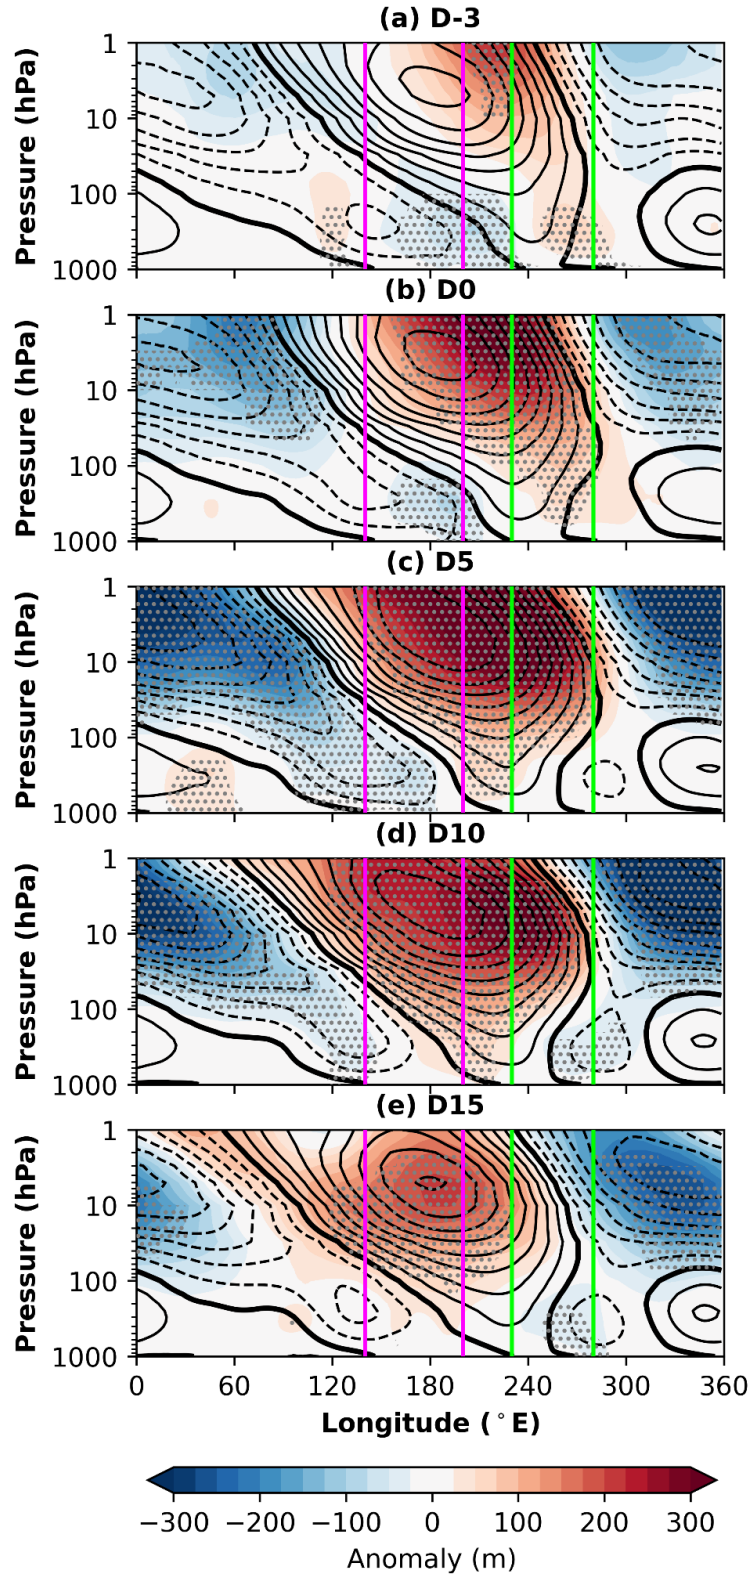 (a) D-3
1
10
100
1000
Pressure (hPa)
(b) D0
1
10
100
1000
Pressure (hPa)
(c) D5
1
10
100
1000
Pressure (hPa)
(d) D10
1
10
100
1000
Pressure (hPa)
(e) D15
1
10
100
1000
Pressure (hPa)
0 60 120 180 240 300 360
Longitude (°E)
−300 −200 −100 0 100 200 300
Anomaly (m)